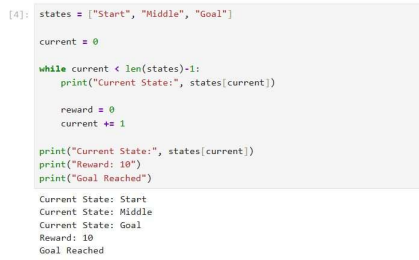 [4]: states = ["Start", "Middle", "Goal"]
current = 0
while current < len(states)-1:
    print("Current State:", states[current])
    reward = 0
    current += 1
print("Current State:", states[current])
print("Reward: 10")
print("Goal Reached")
Current State: Start
Current State: Middle
Current State: Goal
Reward: 10
Goal Reached